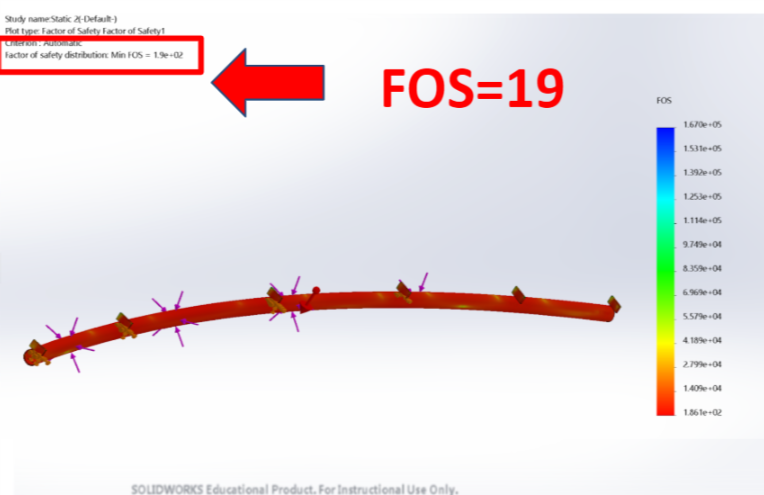 Study name:Static 2(-Default-)
Plot type: Factor of Safety Factor of Safety1
Criterion : Automatic
Factor of safety distribution: Min FOS = 1.9e+02
FOS=19
FOS
1.670e+05
1.531e+05
1.392e+05
1.253e+05
1.114e+05
9.749e+04
8.359e+04
6.969e+04
5.579e+04
4.189e+04
2.799e+04
1.409e+04
1.861e+02
SOLIDWORKS Educational Product. For Instructional Use Only.